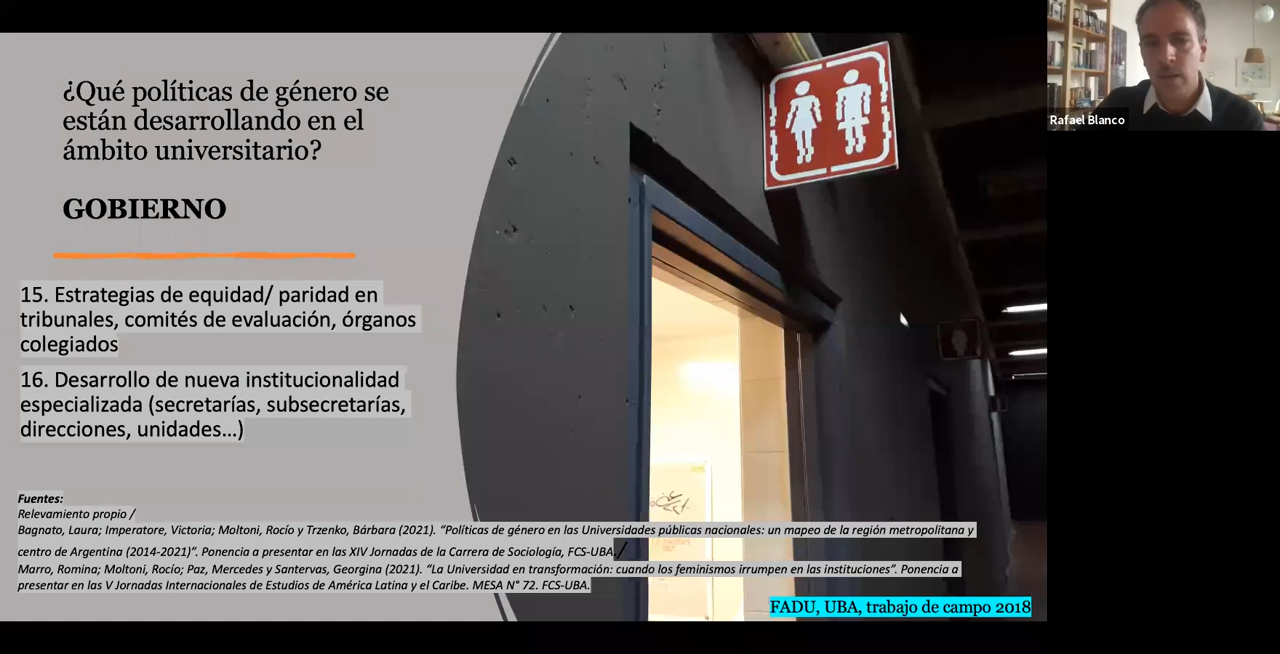 ¿Qué políticas de género se
están desarrollando en el
ámbito universitario?
GOBIERNO
15. Estrategias de equidad/ paridad en
tribunales, comités de evaluación, órganos
colegiados
16. Desarrollo de nueva institucionalidad
especializada (secretarías, subsecretarías,
direcciones, unidades...)
Fuentes:
Relevamiento propio /
Bagnato, Laura; Imperatore, Victoria; Moltoni, Rocío y Trzenko, Bárbara (2021). “Políticas de género en las Universidades públicas nacionales: un mapeo de la región metropolitana y
centro de Argentina (2014-2021)”. Ponencia a presentar en las XIV Jornadas de la Carrera de Sociología, FCS-UBA. /
Marro, Romina; Moltoni, Rocío; Paz, Mercedes y Santervas, Georgina (2021). “La Universidad en transformación: cuando los feminismos irrumpen en las instituciones”. Ponencia a
presentar en las V Jornadas Internacionales de Estudios de América Latina y el Caribe. MESA N° 72. FCS-UBA.
FADU, UBA, trabajo de campo 2018
Rafael Blanco